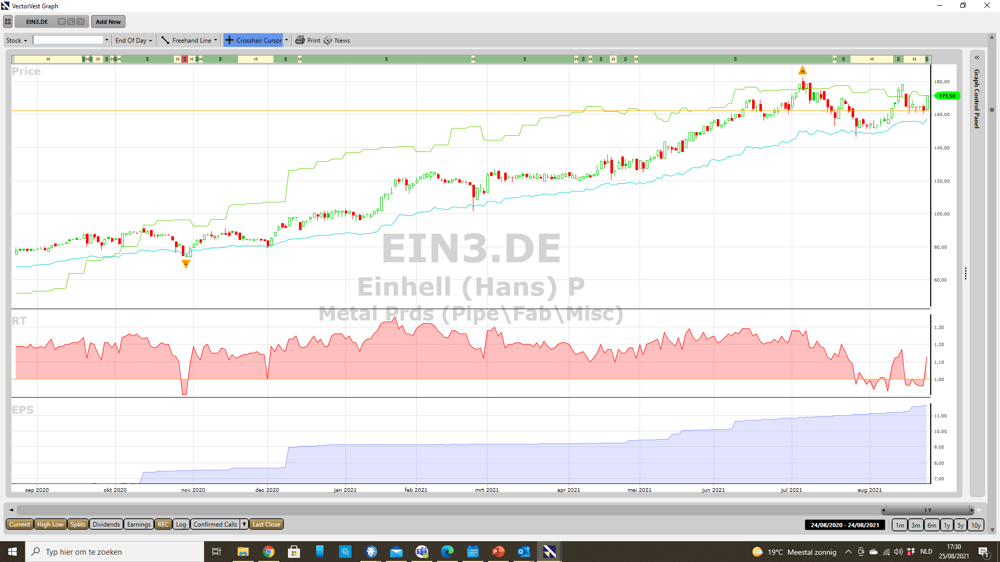 VectorVest Graph
EIN3.DE
Add New
Stock
End Of Day
Freehand Line
Crosshair Cursor
Print
News
H B H B H B H B H B H S H B H B H B H B H B H B H B H B H B H B H B H B H B
Price
H
180,00
171,50
160,00
140,00
120,00
100,00
80,00
60,00
L
EIN3.DE
Einhell (Hans) P
Metal Prds (Pipe\Fab\Misc)
RT
1,30
1,20
1,10
1,00
EPS
11,00
10,00
9,00
8,00
7,00
sep 2020 okt 2020 nov 2020 dec 2020 jan 2021 feb 2021 mrt 2021 apr 2021 mei 2021 jun 2021 jul 2021 aug 2021
Graph Control Panel
1 Y
Current High Low Splits Dividends Earnings REC Log Confirmed Calls Last Close
24/08/2020 - 24/08/2021
1m 3m 6m 1y 5y 10y
Typ hier om te zoeken
19°C Meestal zonnig
NLD
17:30
25/08/2021
1